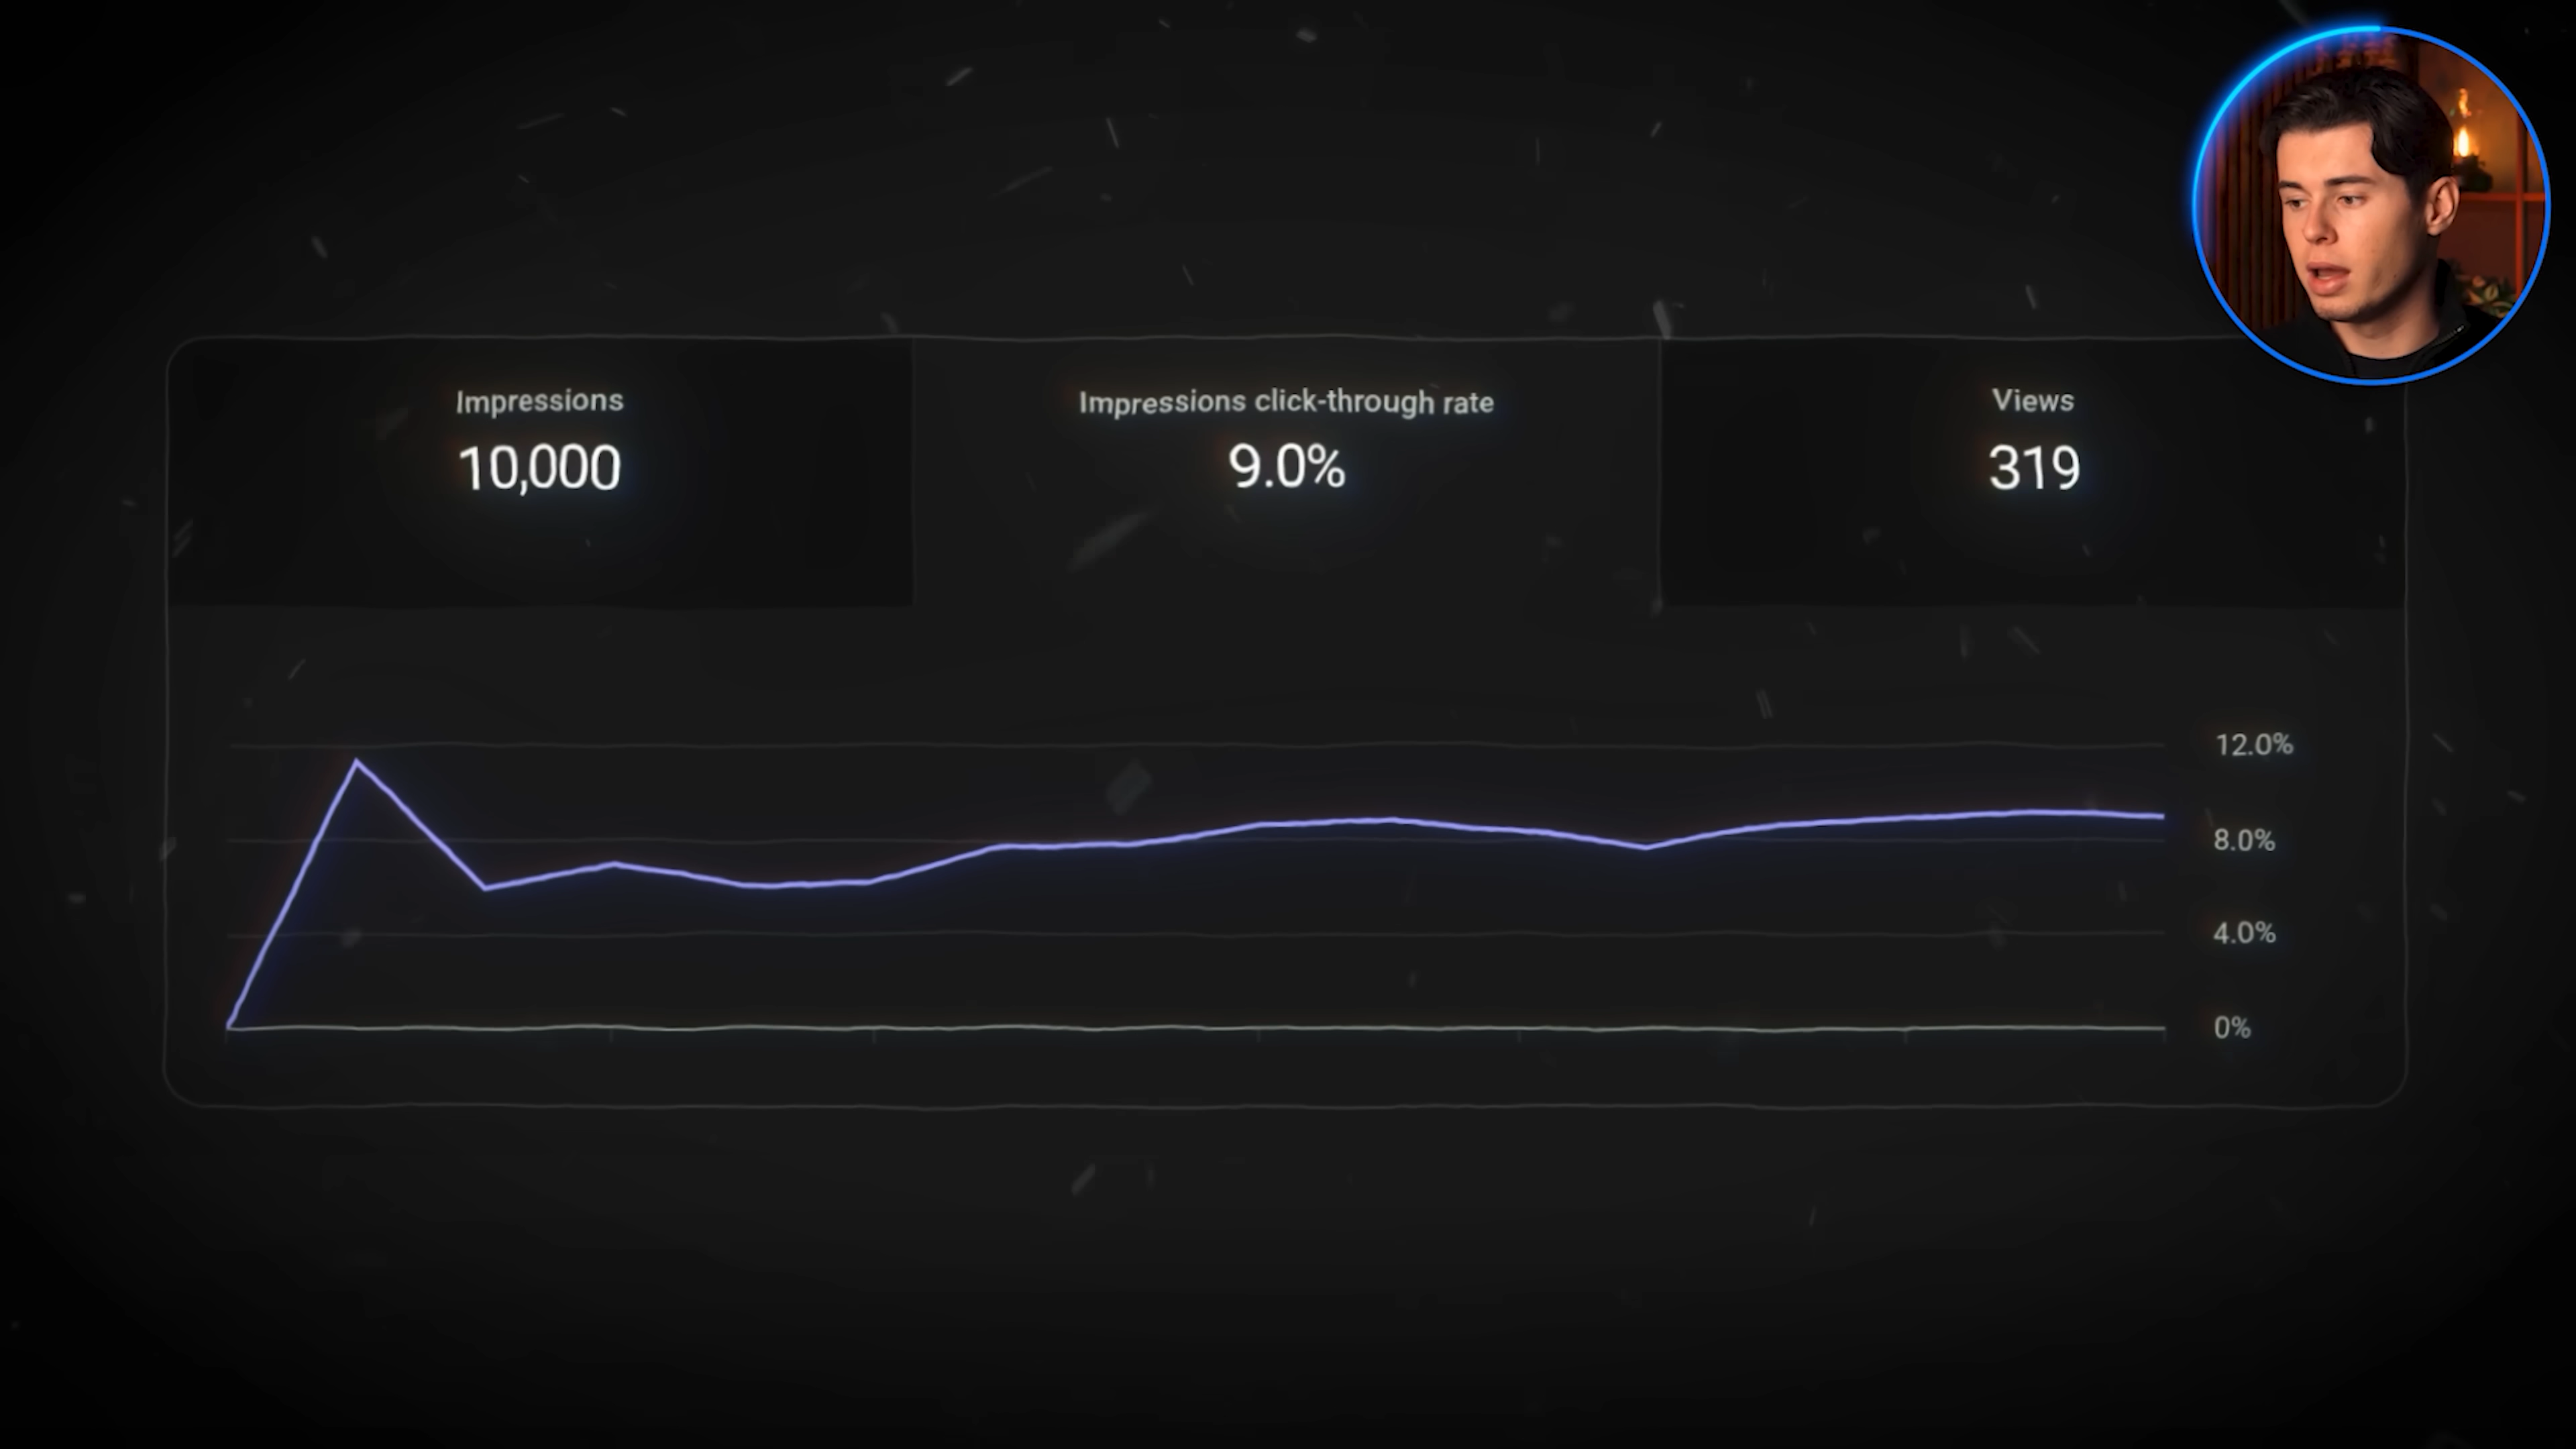 Impressions
10,000
Impressions click-through rate
9.0%
Views
319
12.0%
8.0%
4.0%
0%